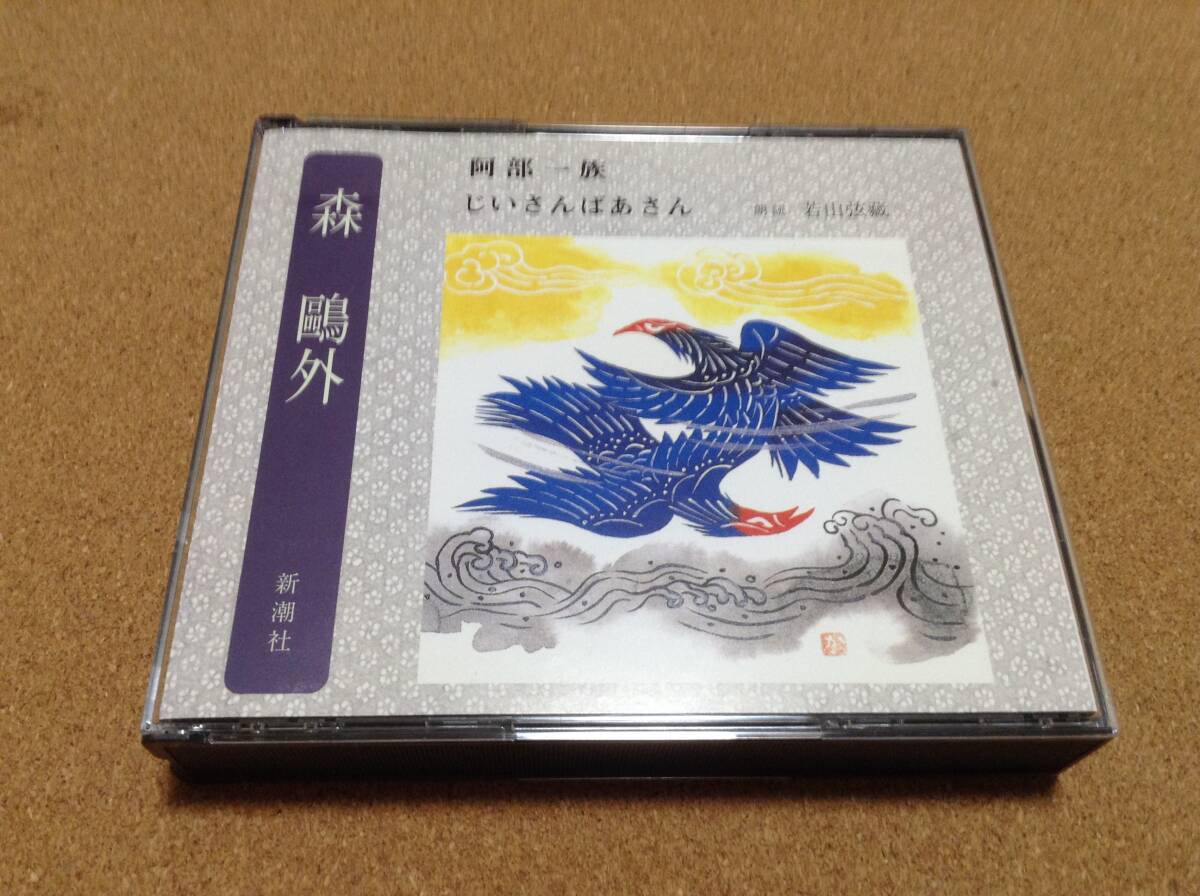 森 鷗外
新潮社
阿部一族
じいさんばあさん
朗読 若山弦蔵